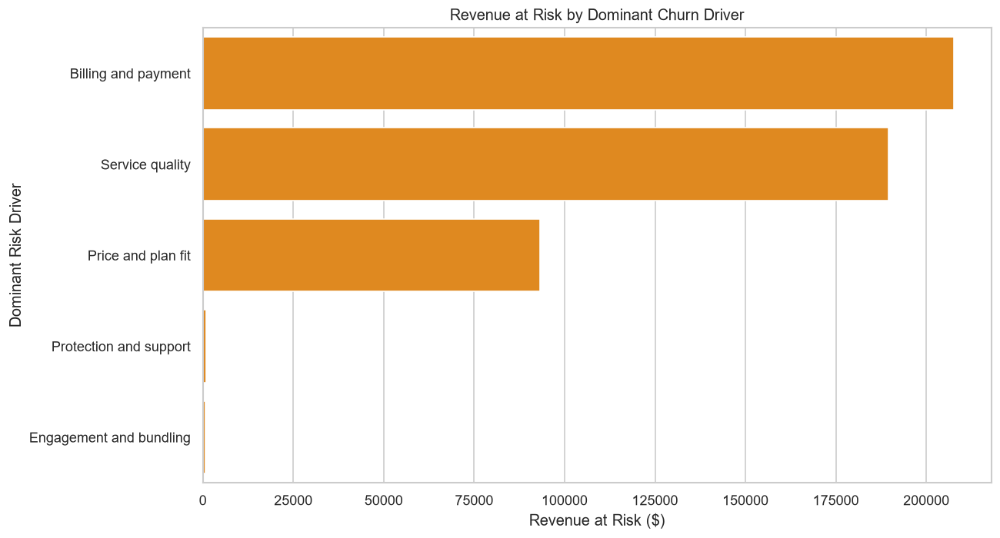 Revenue at Risk by Dominant Churn Driver
Dominant Risk Driver
Billing and payment
Service quality
Price and plan fit
Protection and support
Engagement and bundling
0 25000 50000 75000 100000 125000 150000 175000 200000
Revenue at Risk ($)